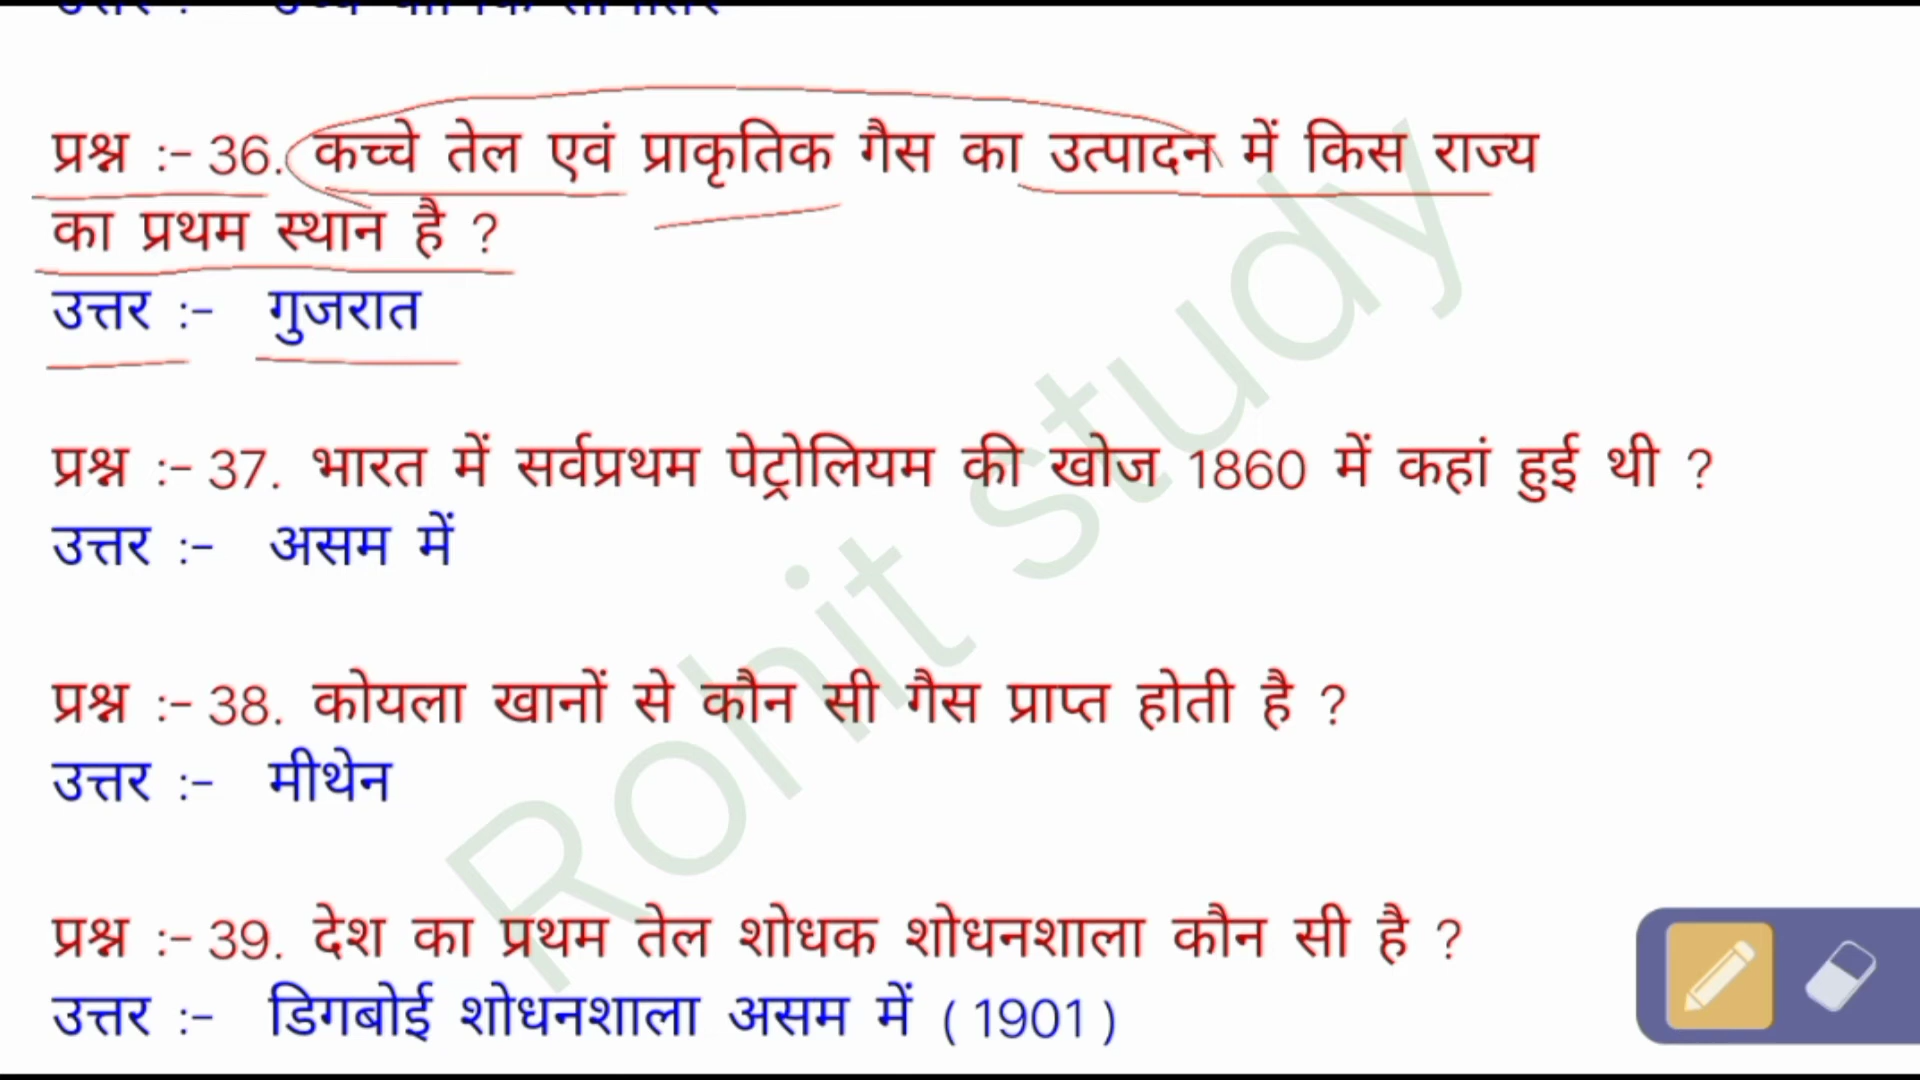 प्रश्न :- 36. कच्चे तेल एवं प्राकृतिक गैस का उत्पादन में किस राज्य
का प्रथम स्थान है ?
उत्तर :- गुजरात
प्रश्न :- 37. भारत में सर्वप्रथम पेट्रोलियम की खोज 1860 में कहां हुई थी ?
उत्तर :- असम में
प्रश्न :- 38. कोयला खानों से कौन सी गैस प्राप्त होती है ?
उत्तर :- मीथेन
प्रश्न :- 39. देश का प्रथम तेल शोधक शोधनशाला कौन सी है ?
उत्तर :- डिगबोई शोधनशाला असम में ( 1901 )
Rohit study